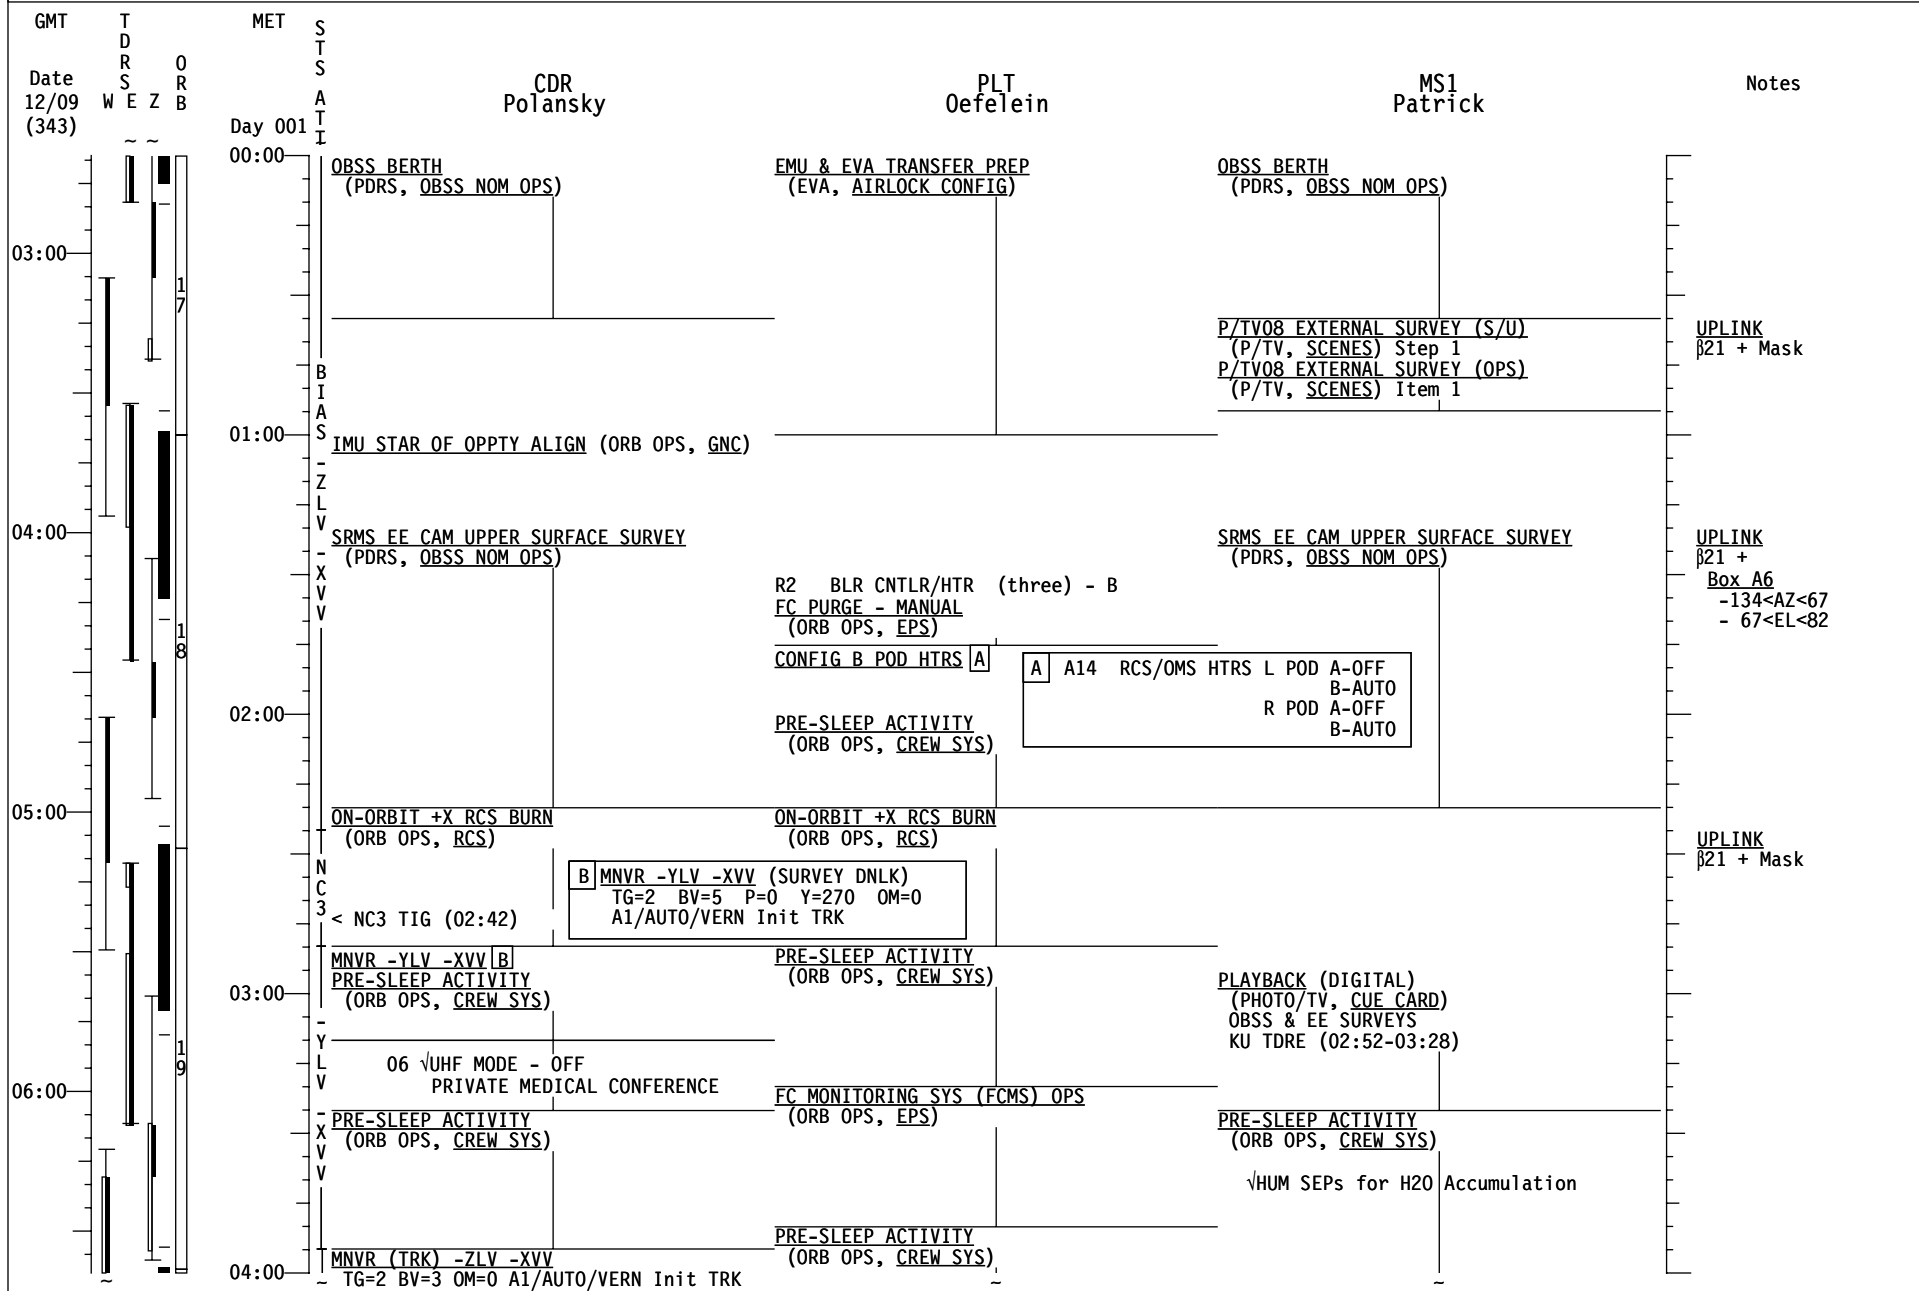 GMT
TDRS
ORB
MET
STS ATT
Date
12/09
(343)
W E Z
Day 001
CDR
Polansky
PLT
Oefelein
MS1
Patrick
Notes
~ ~
00:00
01:00
02:00
03:00
04:00
03:00
04:00
05:00
06:00
17
18
19
BIAS -ZLV -XVV
NC3
-YLV -XVV
OBSS BERTH
(PDRS, OBSS NOM OPS)
IMU STAR OF OPPTY ALIGN (ORB OPS, GNC)
SRMS EE CAM UPPER SURFACE SURVEY
(PDRS, OBSS NOM OPS)
ON-ORBIT +X RCS BURN
(ORB OPS, RCS)
B MNVR -YLV -XVV (SURVEY DNLK)
TG=2 BV=5 P=0 Y=270 OM=0
A1/AUTO/VERN Init TRK
< NC3 TIG (02:42)
MNVR -YLV -XVV B
PRE-SLEEP ACTIVITY
(ORB OPS, CREW SYS)
06 √UHF MODE - OFF
PRIVATE MEDICAL CONFERENCE
PRE-SLEEP ACTIVITY
(ORB OPS, CREW SYS)
MNVR (TRK) -ZLV -XVV
TG=2 BV=3 OM=0 A1/AUTO/VERN Init TRK
EMU & EVA TRANSFER PREP
(EVA, AIRLOCK CONFIG)
R2 BLR CNTLR/HTR (three) - B
FC PURGE - MANUAL
(ORB OPS, EPS)
CONFIG B POD HTRS A
A A14 RCS/OMS HTRS L POD A-OFF
B-AUTO
R POD A-OFF
B-AUTO
PRE-SLEEP ACTIVITY
(ORB OPS, CREW SYS)
ON-ORBIT +X RCS BURN
(ORB OPS, RCS)
PRE-SLEEP ACTIVITY
(ORB OPS, CREW SYS)
FC MONITORING SYS (FCMS) OPS
(ORB OPS, EPS)
PRE-SLEEP ACTIVITY
(ORB OPS, CREW SYS)
OBSS BERTH
(PDRS, OBSS NOM OPS)
P/TV08 EXTERNAL SURVEY (S/U)
(P/TV, SCENES) Step 1
P/TV08 EXTERNAL SURVEY (OPS)
(P/TV, SCENES) Item 1
SRMS EE CAM UPPER SURFACE SURVEY
(PDRS, OBSS NOM OPS)
PLAYBACK (DIGITAL)
(PHOTO/TV, CUE CARD)
OBSS & EE SURVEYS
KU TDRE (02:52-03:28)
PRE-SLEEP ACTIVITY
(ORB OPS, CREW SYS)
√HUM SEPs for H2O Accumulation
UPLINK
β21 + Mask
UPLINK
β21 +
Box A6
-134<AZ<67
- 67<EL<82
UPLINK
β21 + Mask
~ ~ ~ ~